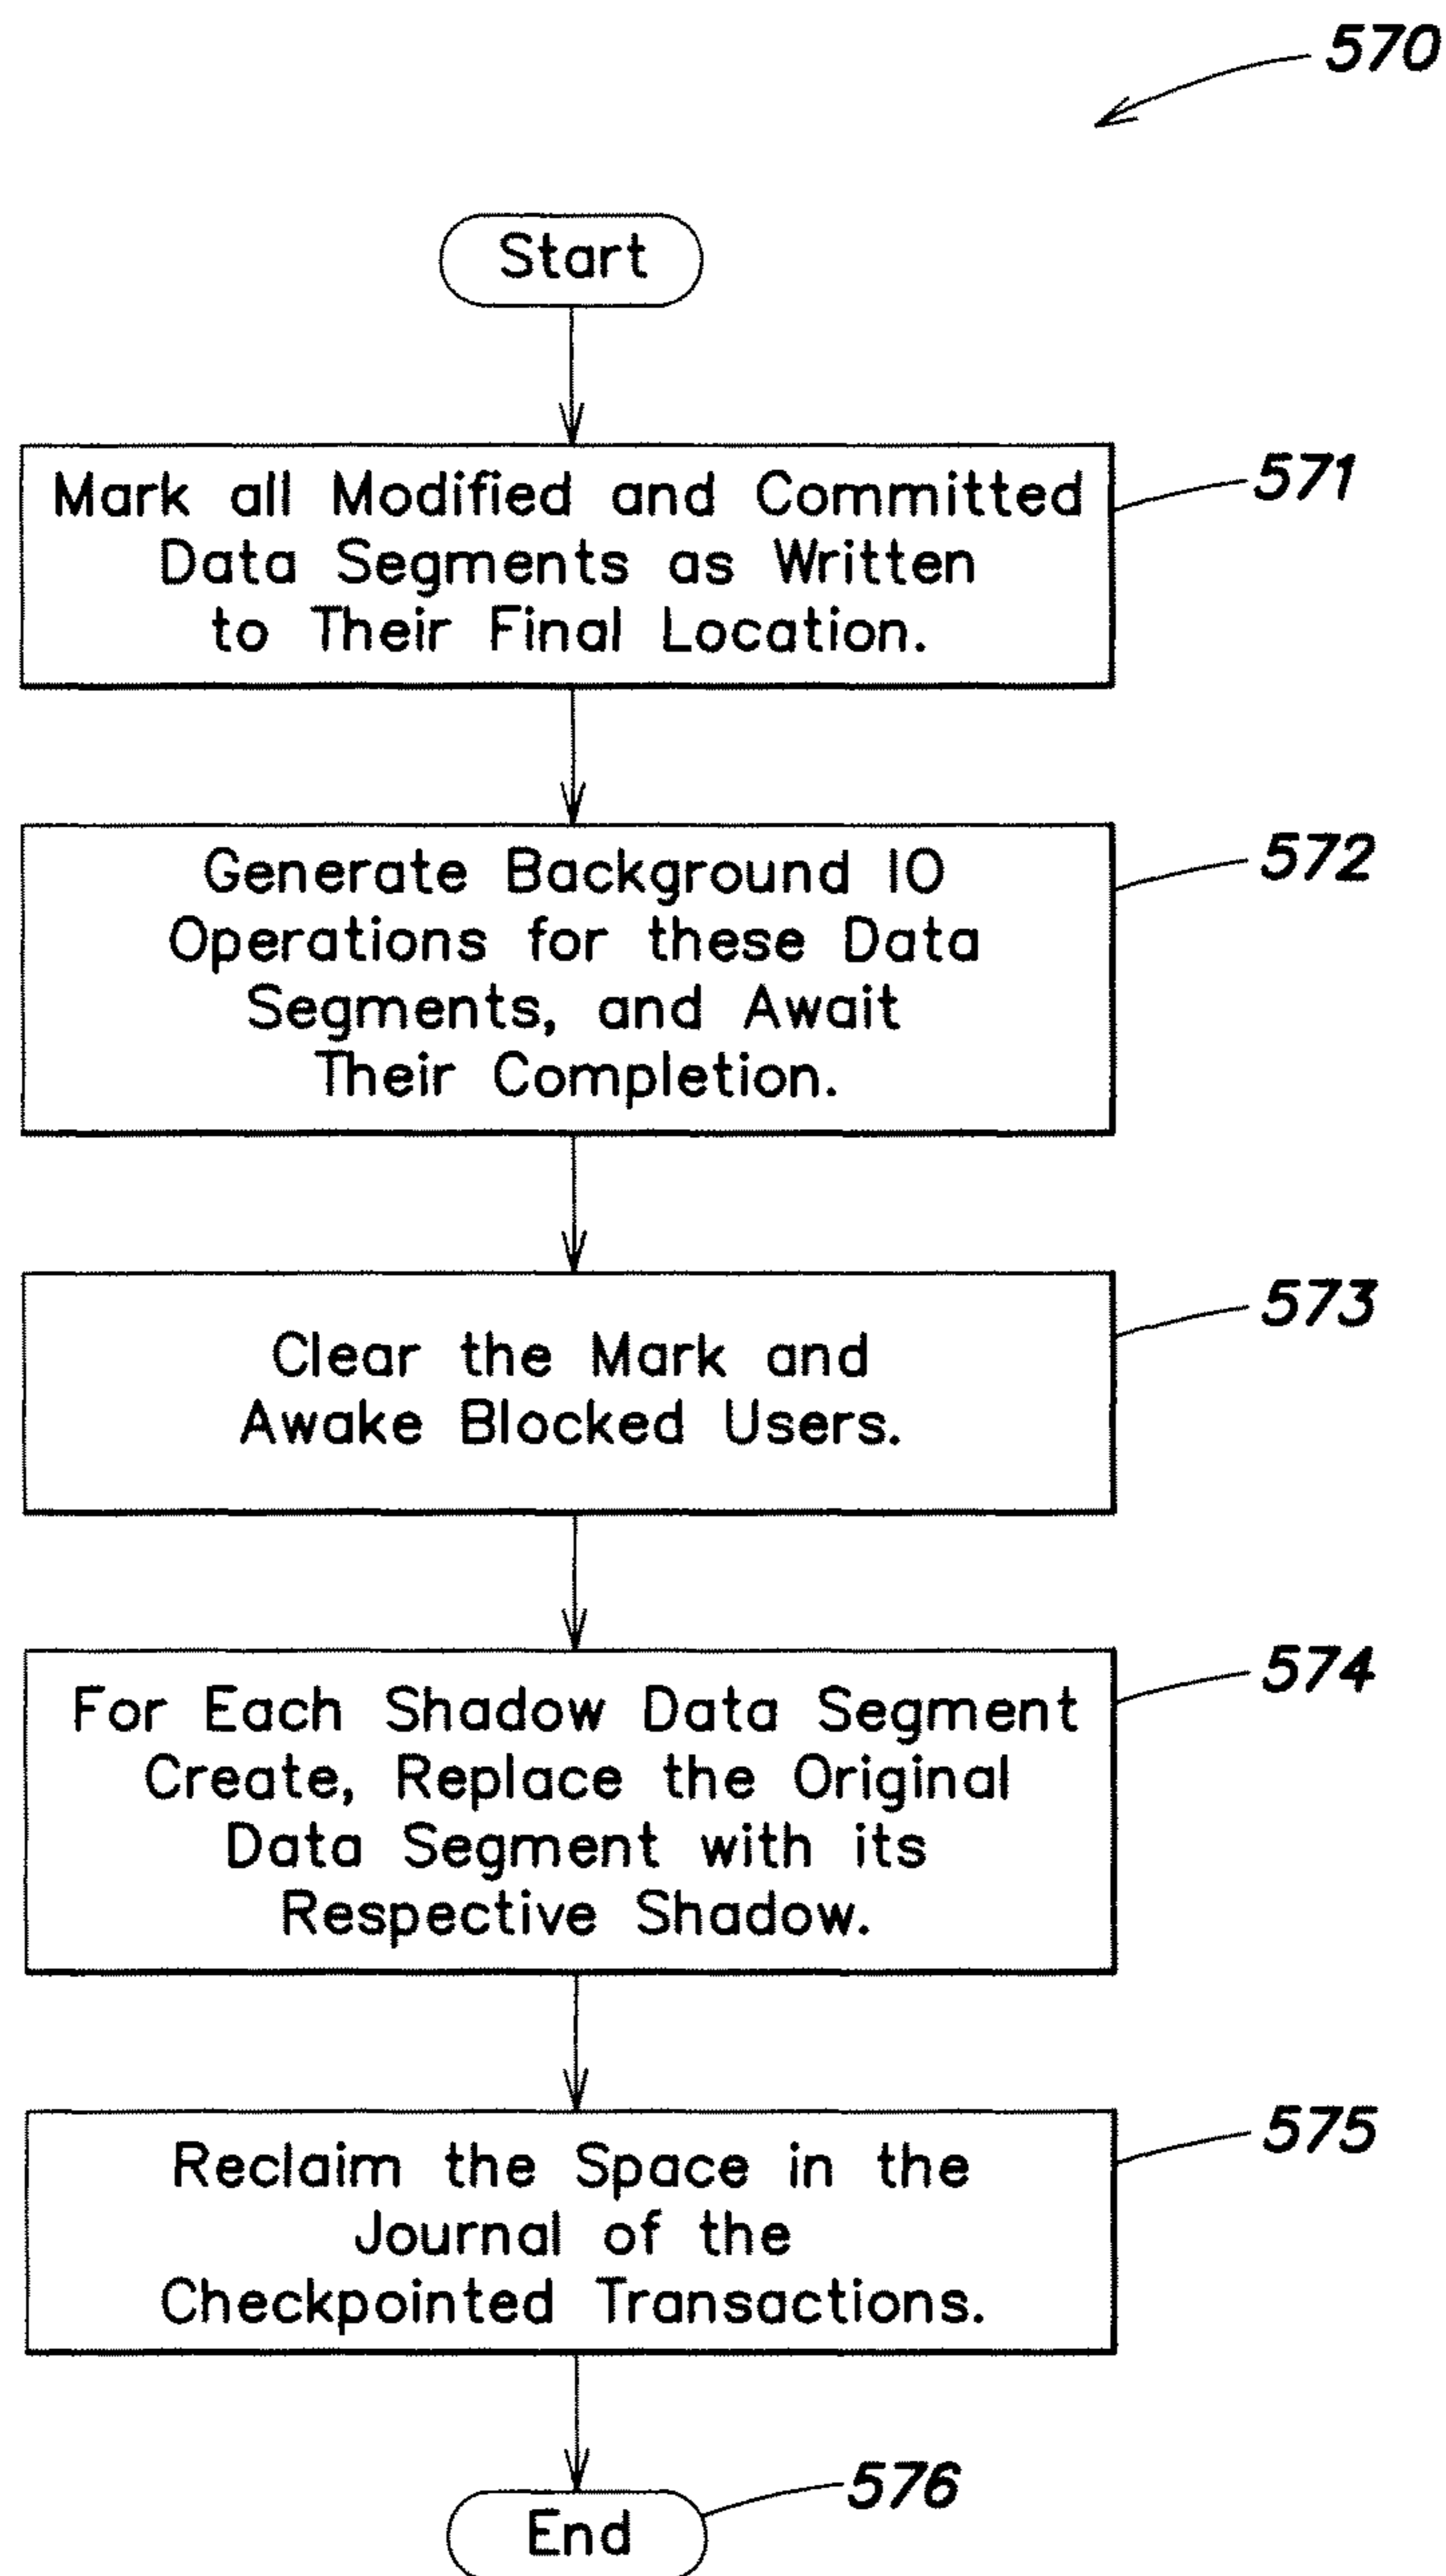 570
Start
Mark all Modified and Committed
Data Segments as Written
to Their Final Location.
571
Generate Background IO
Operations for these Data
Segments, and Await
Their Completion.
572
Clear the Mark and
Awake Blocked Users.
573
For Each Shadow Data Segment
Create, Replace the Original
Data Segment with its
Respective Shadow.
574
Reclaim the Space in the
Journal of the
Checkpointed Transactions.
575
End
576